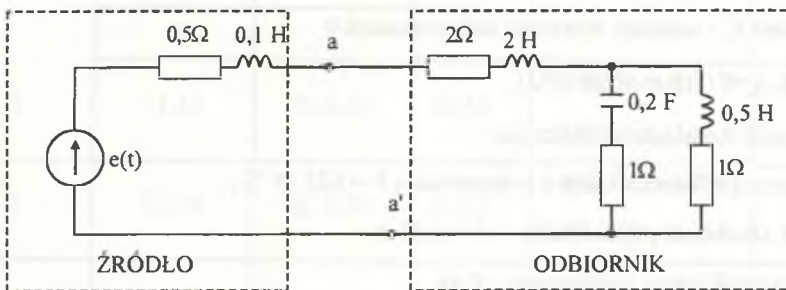 0,5Ω 0,1 H a 2Ω 2 H
0,2 F 0,5 H
e(t) 1Ω 1Ω
a'
ŹRÓDŁO ODBIORNIK